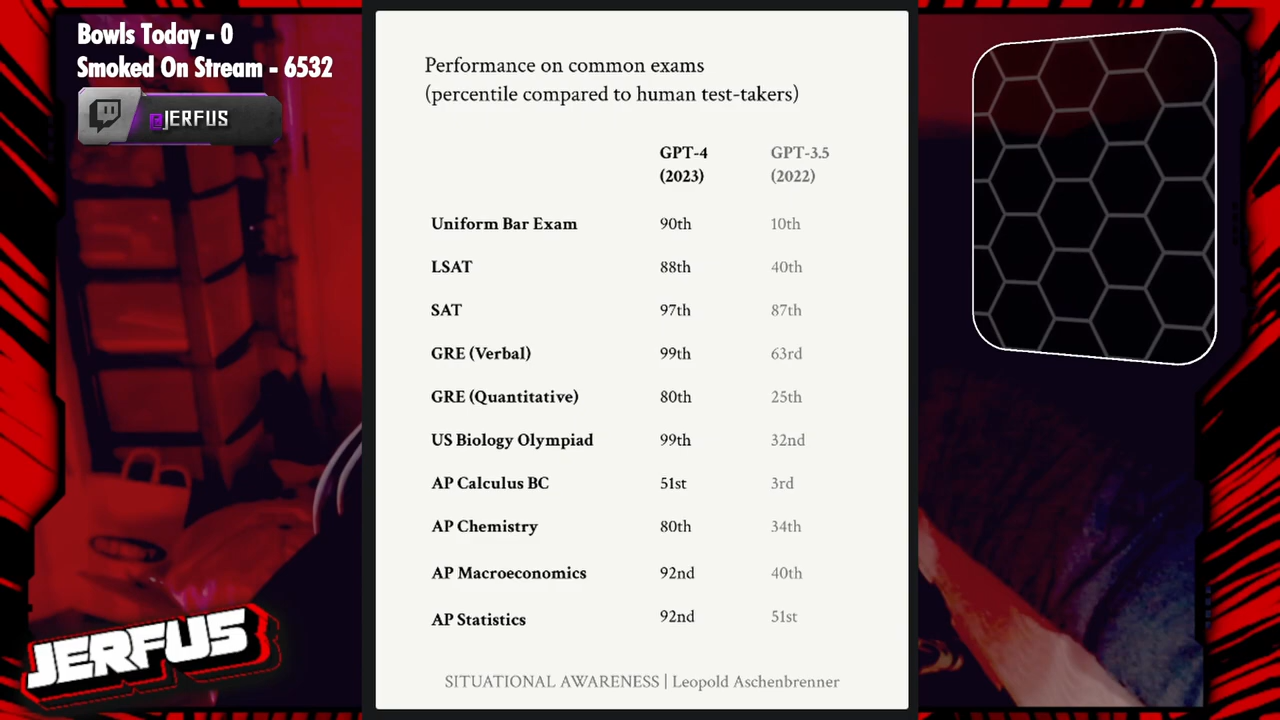 Bowls Today - 0
Smoked On Stream - 6532
JERFUS
Performance on common exams
(percentile compared to human test-takers)
GPT-4 GPT-3.5
(2023) (2022)
Uniform Bar Exam 90th 10th
LSAT 88th 40th
SAT 97th 87th
GRE (Verbal) 99th 63rd
GRE (Quantitative) 80th 25th
US Biology Olympiad 99th 32nd
AP Calculus BC 51st 3rd
AP Chemistry 80th 34th
AP Macroeconomics 92nd 40th
AP Statistics 92nd 51st
JERFUS
SITUATIONAL AWARENESS | Leopold Aschenbrenner